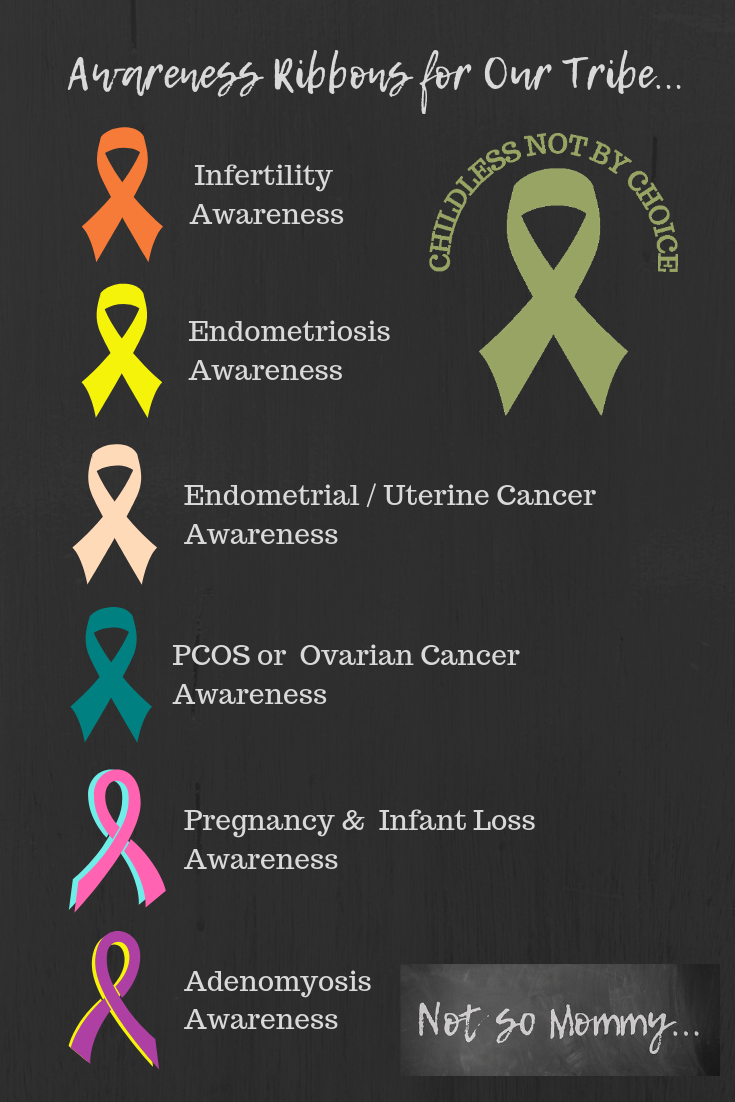 Awareness Ribbons for Our Tribe...
CHILDLESS NOT BY CHOICE
Infertility
Awareness
Endometriosis
Awareness
Endometrial / Uterine Cancer
Awareness
PCOS or Ovarian Cancer
Awareness
Pregnancy & Infant Loss
Awareness
Adenomyosis
Awareness
Not so Mommy...